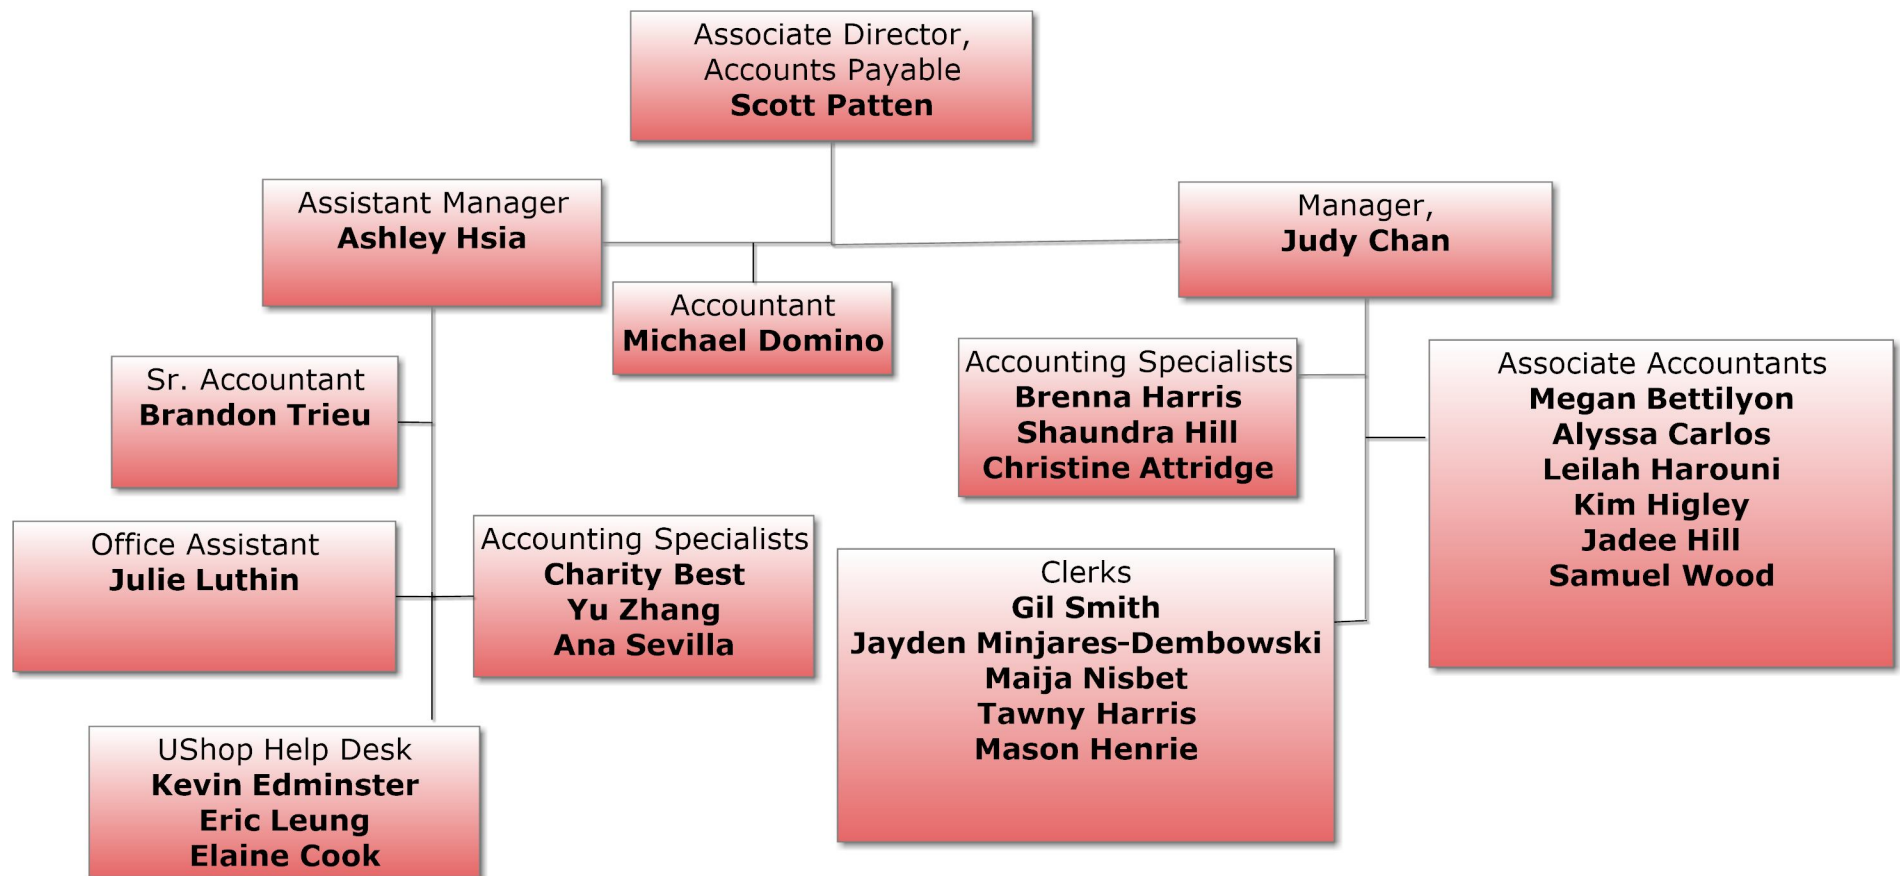 Associate Director,
Accounts Payable
Scott Patten
Assistant Manager
Ashley Hsia
Manager,
Judy Chan
Accountant
Michael Domino
Sr. Accountant
Brandon Trieu
Accounting Specialists
Brenna Harris
Shaundra Hill
Christine Attridge
Associate Accountants
Megan Bettilyon
Alyssa Carlos
Leilah Harouni
Kim Higley
Jadee Hill
Samuel Wood
Office Assistant
Julie Luthin
Accounting Specialists
Charity Best
Yu Zhang
Ana Sevilla
Clerks
Gil Smith
Jayden Minjares-Dembowski
Maija Nisbet
Tawny Harris
Mason Henrie
UShop Help Desk
Kevin Edminster
Eric Leung
Elaine Cook